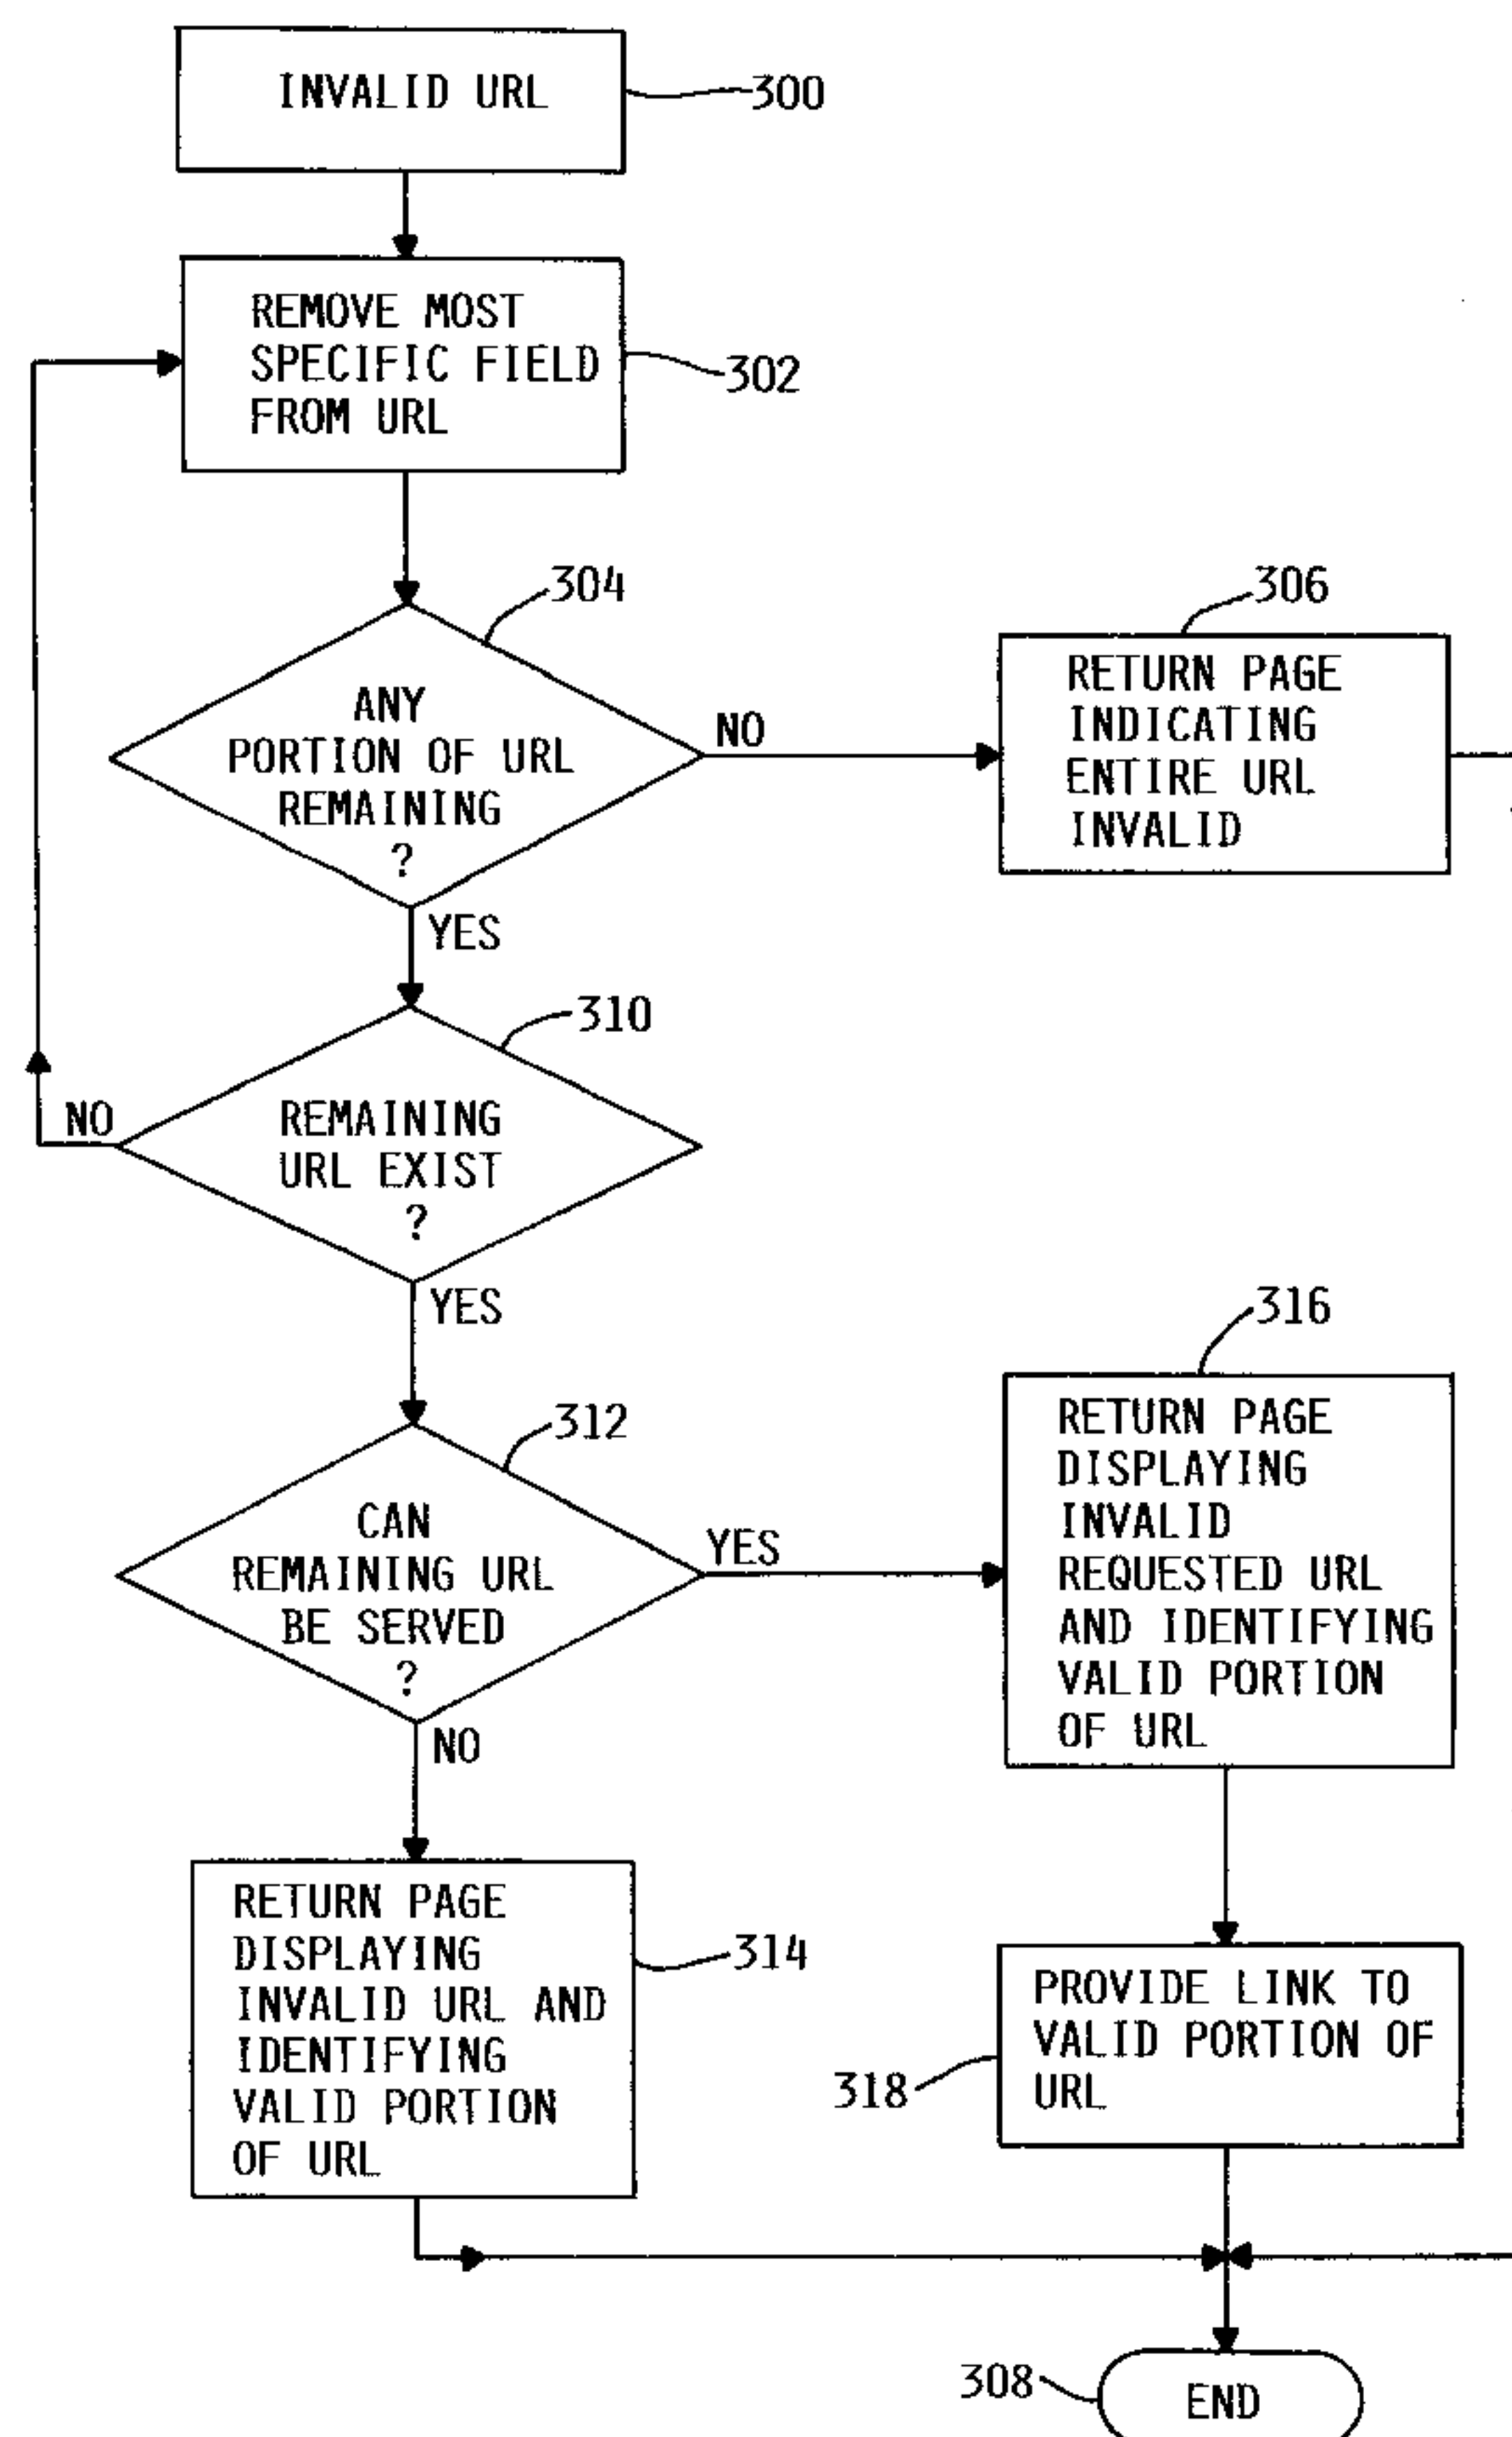 INVALID URL
300
REMOVE MOST
SPECIFIC FIELD
FROM URL
302
304
ANY
PORTION OF URL
REMAINING
?
NO
YES
306
RETURN PAGE
INDICATING
ENTIRE URL
INVALID
310
REMAINING
URL EXIST
?
NO
YES
312
CAN
REMAINING URL
BE SERVED
?
YES
NO
316
RETURN PAGE
DISPLAYING
INVALID
REQUESTED URL
AND IDENTIFYING
VALID PORTION
OF URL
RETURN PAGE
DISPLAYING
INVALID URL AND
IDENTIFYING
VALID PORTION
OF URL
314
PROVIDE LINK TO
VALID PORTION OF
URL
318
308
END